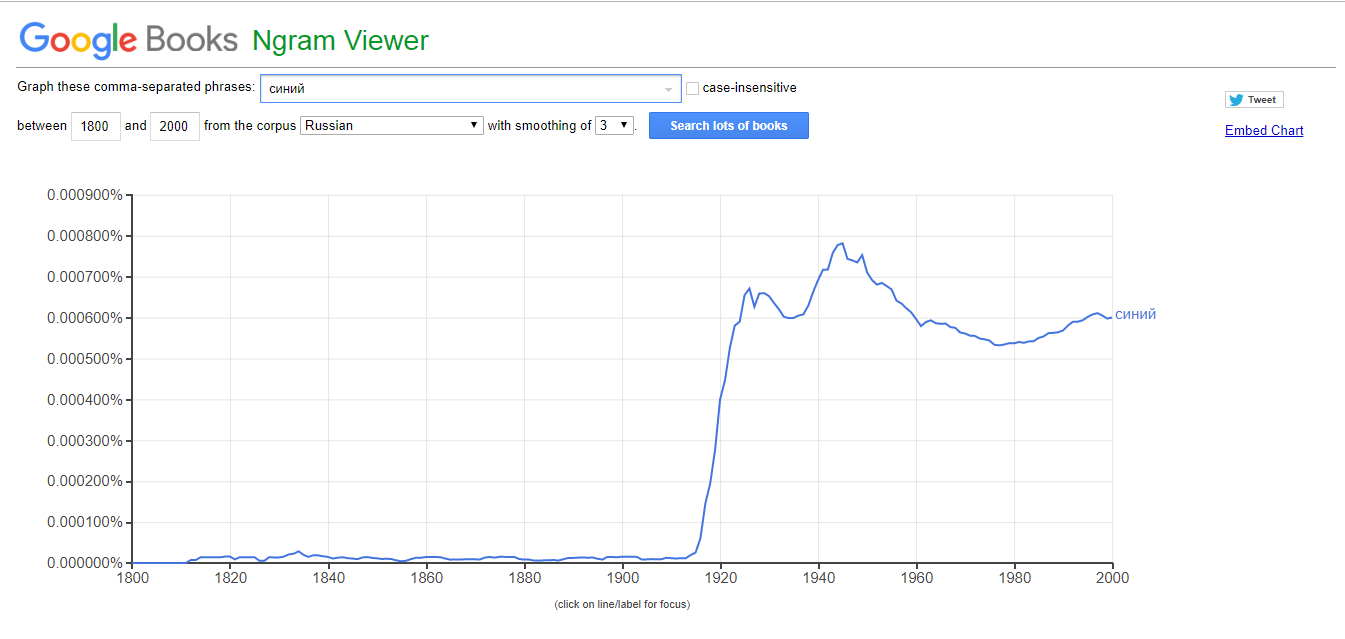 Google Books Ngram Viewer
Graph these comma-separated phrases: синий case-insensitive
between 1800 and 2000 from the corpus Russian with smoothing of 3 . Search lots of books
Tweet
Embed Chart
0.000900%
0.000800%
0.000700%
0.000600%
0.000500%
0.000400%
0.000300%
0.000200%
0.000100%
0.000000%
синий
1800 1820 1840 1860 1880 1900 1920 1940 1960 1980 2000
(click on line/label for focus)